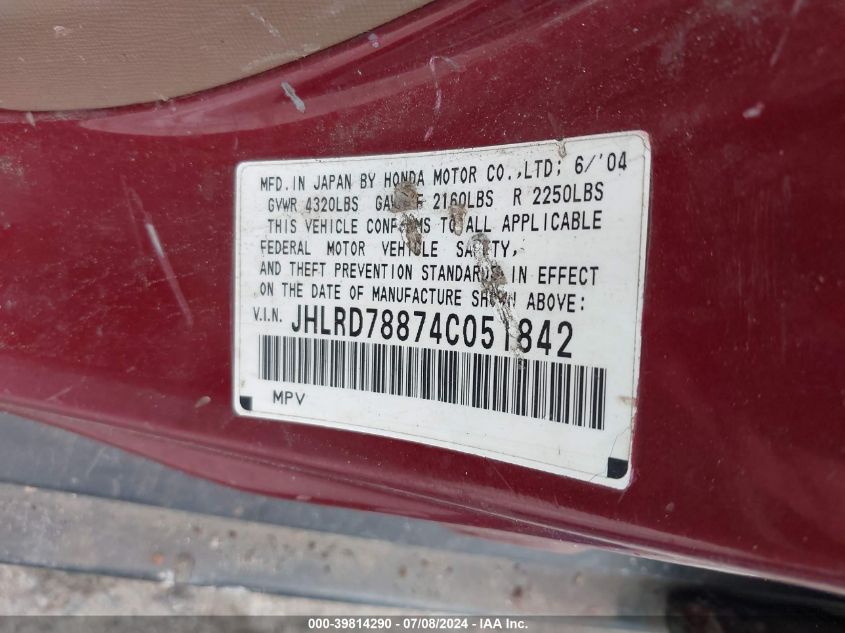 MFD. IN JAPAN BY HONDA MOTOR CO.,LTD; 6/'04
GVWR 4320LBS F 2160LBS R 2250LBS
THIS VEHICLE CONFORMS TO ALL APPLICABLE
FEDERAL MOTOR VEHICLE SAFETY,
AND THEFT PREVENTION STANDARDS IN EFFECT
ON THE DATE OF MANUFACTURE SHOWN ABOVE:
V.I.N. JHLRD78874C051842
MPV
000-39814290 - 07/08/2024 - IAA Inc.